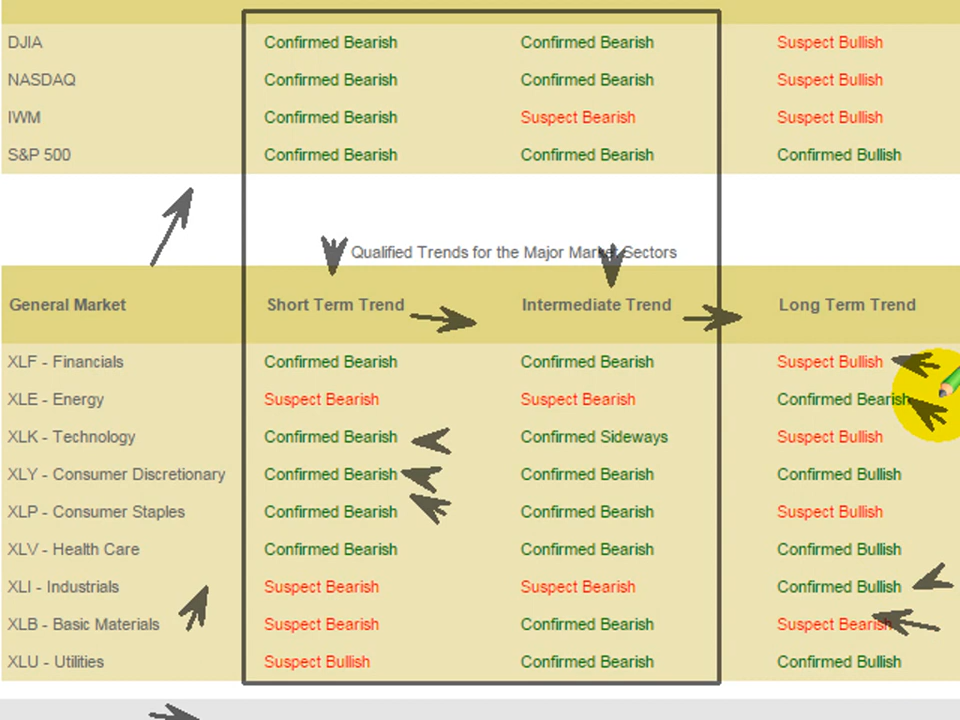 DJIA Confirmed Bearish Confirmed Bearish Suspect Bullish
NASDAQ Confirmed Bearish Confirmed Bearish Suspect Bullish
IWM Confirmed Bearish Suspect Bearish Suspect Bullish
S&P 500 Confirmed Bearish Confirmed Bearish Confirmed Bullish
Qualified Trends for the Major Market Sectors
General Market Short Term Trend Intermediate Trend Long Term Trend
XLF - Financials Confirmed Bearish Confirmed Bearish Suspect Bullish
XLE - Energy Suspect Bearish Suspect Bearish Confirmed Bearish
XLK - Technology Confirmed Bearish Confirmed Sideways Suspect Bullish
XLY - Consumer Discretionary Confirmed Bearish Confirmed Bearish Confirmed Bullish
XLP - Consumer Staples Confirmed Bearish Confirmed Bearish Suspect Bullish
XLV - Health Care Confirmed Bearish Confirmed Bearish Confirmed Bullish
XLI - Industrials Suspect Bearish Suspect Bearish Confirmed Bullish
XLB - Basic Materials Suspect Bearish Confirmed Bearish Suspect Bearish
XLU - Utilities Suspect Bullish Confirmed Bearish Confirmed Bullish